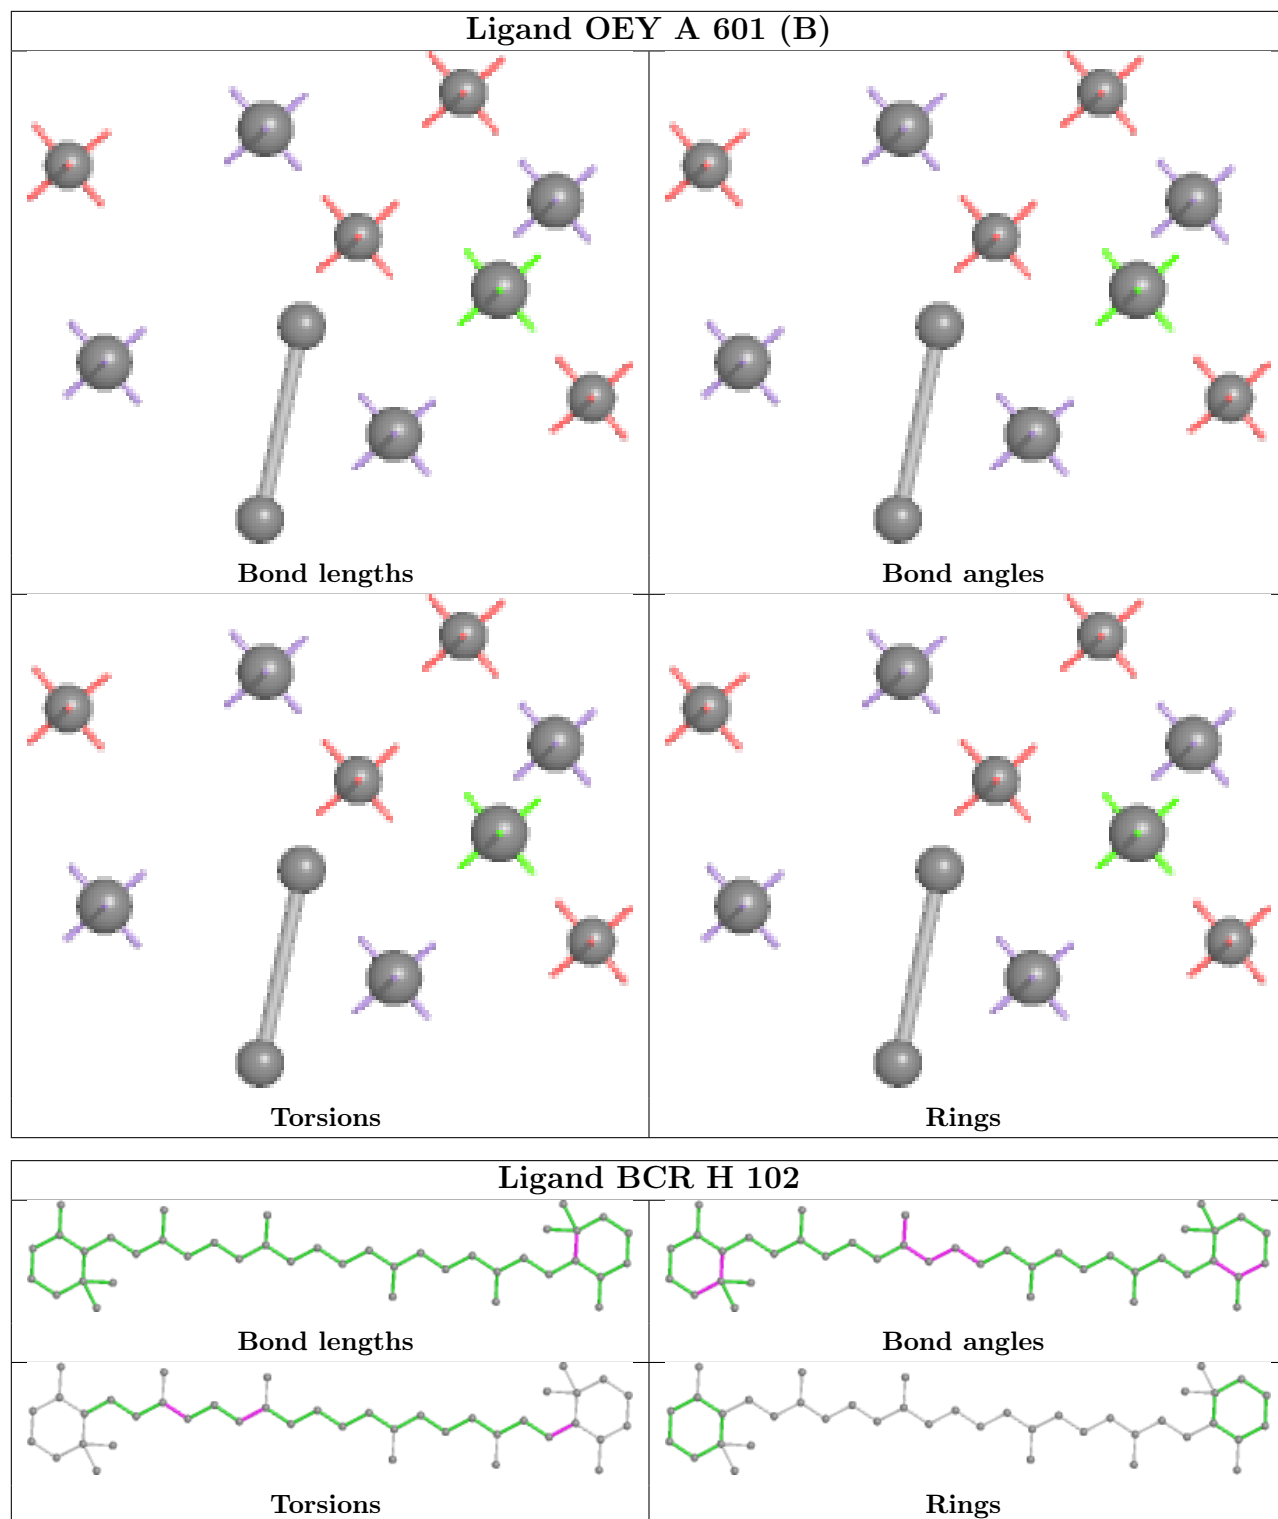 Ligand OEY A 601 (B)
Bond lengths
Bond angles
Torsions
Rings
Ligand BCR H 102
Bond lengths
Bond angles
Torsions
Rings